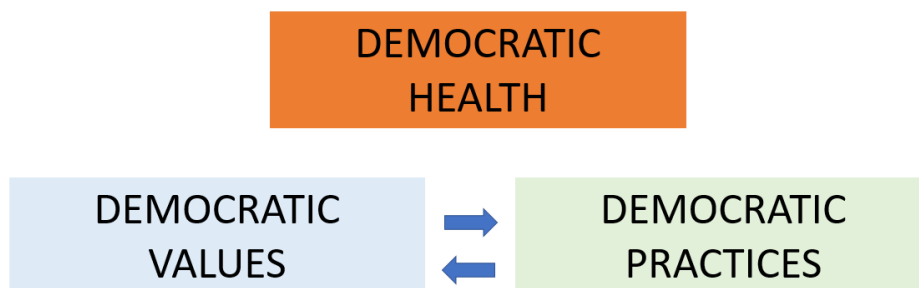 DEMOCRATIC
HEALTH
DEMOCRATIC
VALUES
DEMOCRATIC
PRACTICES